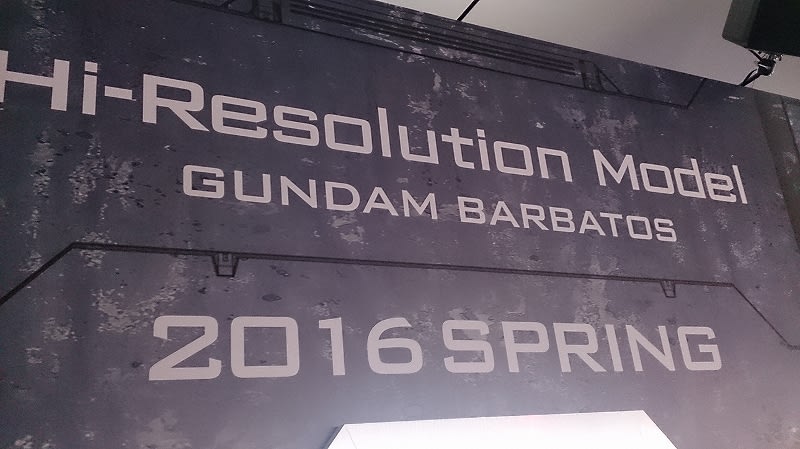 Hi-Resolution Model
GUNDAM BARBATOS
2016 SPRING